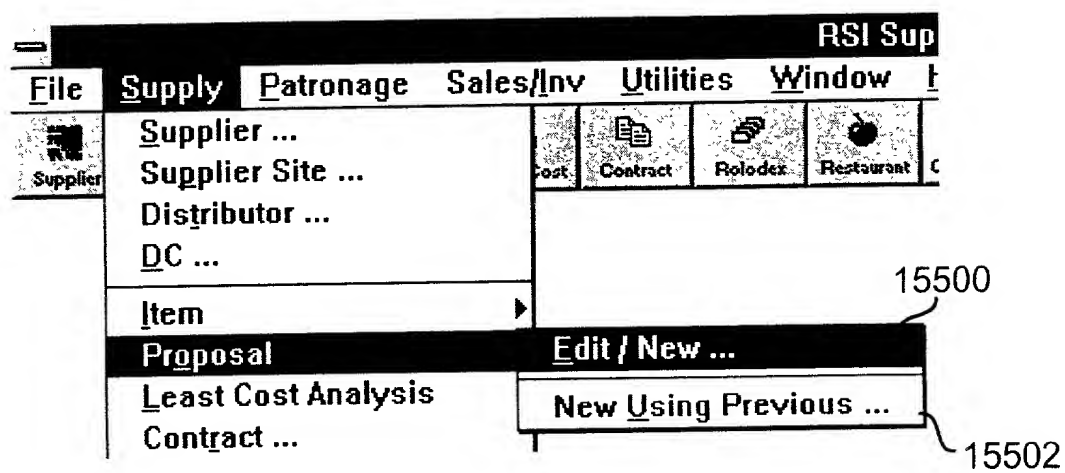 RSI Sup
File Supply Patronage Sales/Inv Utilities Window
Supplier Cost Contract Rolodex Restaurant
Supplier ...
Supplier Site ...
Distributor ...
DC ...
15500
Item
Proposal Edit / New ...
Least Cost Analysis New Using Previous ...
Contract ...
15502